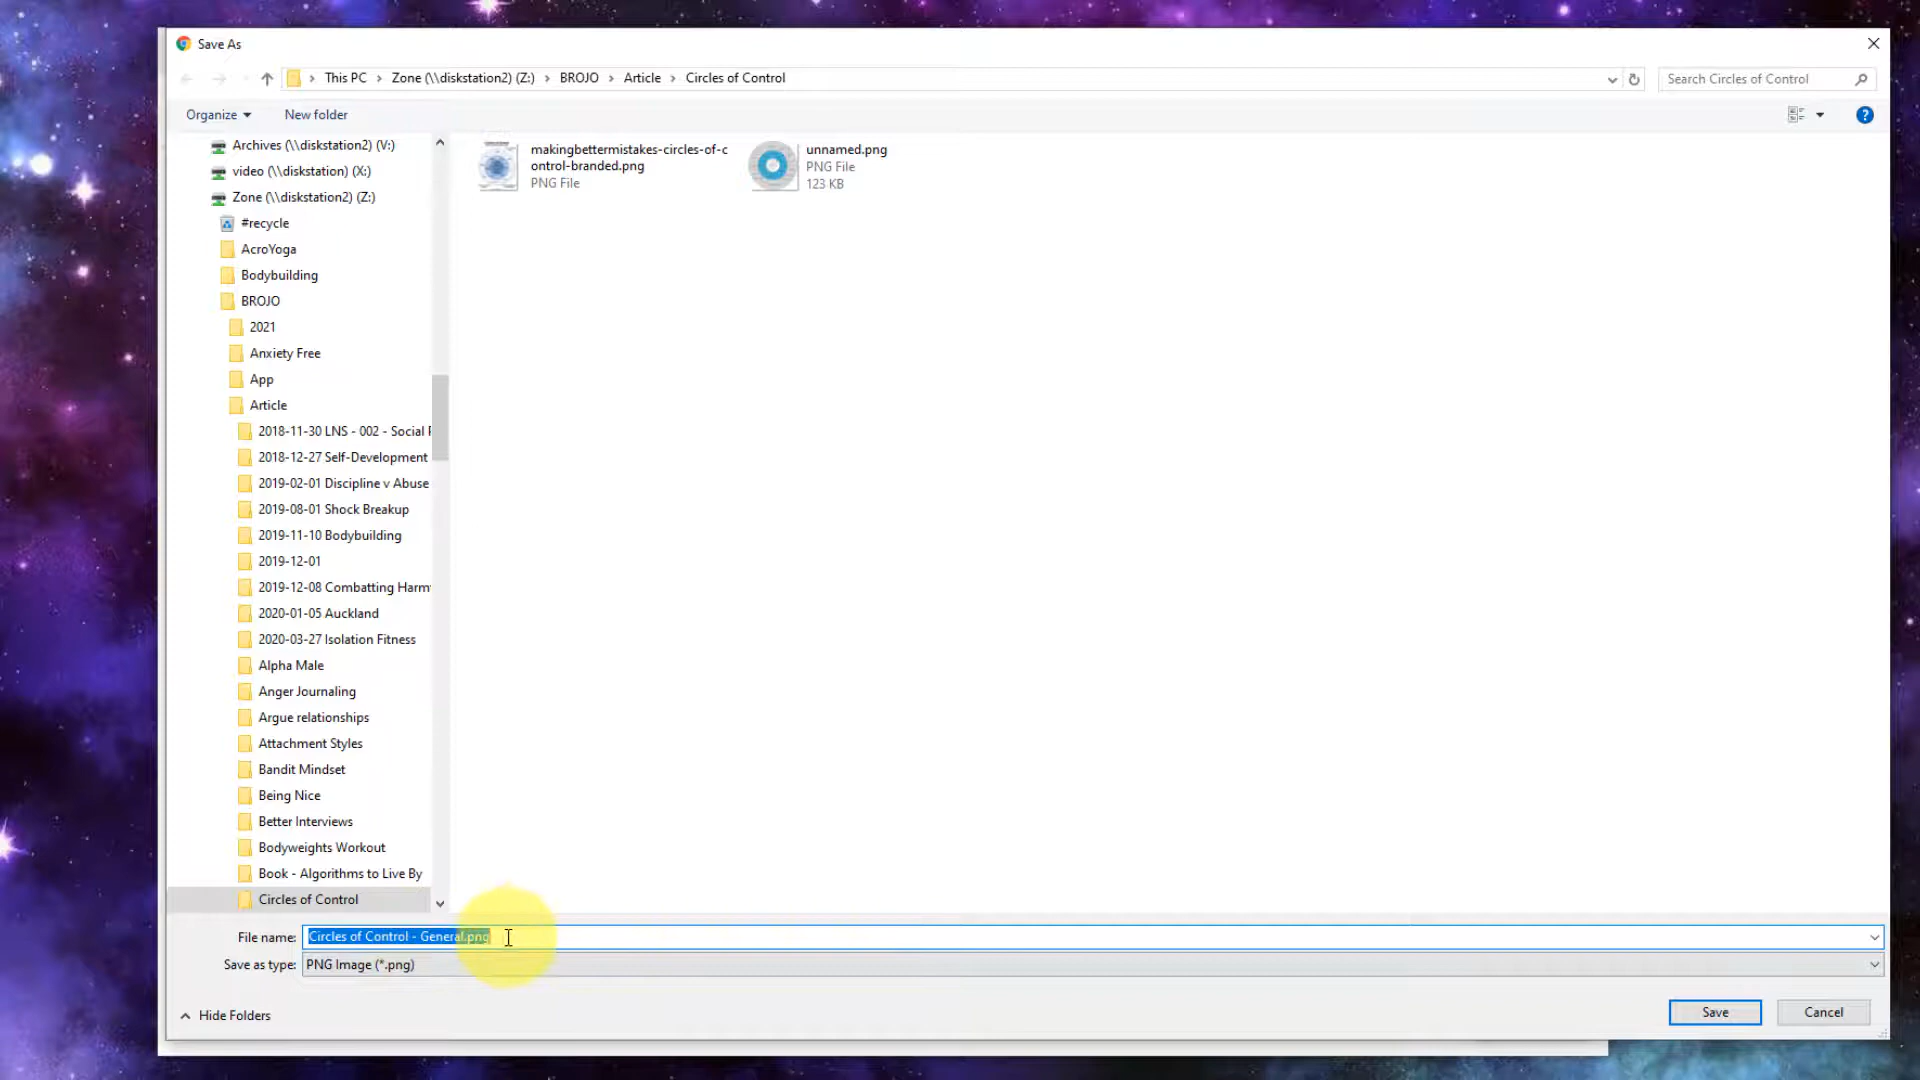 Save As
This PC > Zone (\\diskstation2) (Z:) > BROJO > Article > Circles of Control
Search Circles of Control
Organize
New folder
Archives (\\diskstation2) (V:)
video (\\diskstation) (X:)
Zone (\\diskstation2) (Z:)
#recycle
AcroYoga
Bodybuilding
BROJO
2021
Anxiety Free
App
Article
2018-11-30 LNS - 002 - Social
2018-12-27 Self-Development
2019-02-01 Discipline v Abuse
2019-08-01 Shock Breakup
2019-11-10 Bodybuilding
2019-12-01
2019-12-08 Combatting Harm
2020-01-05 Auckland
2020-03-27 Isolation Fitness
Alpha Male
Anger Journaling
Argue relationships
Attachment Styles
Bandit Mindset
Being Nice
Better Interviews
Bodyweights Workout
Book - Algorithms to Live By
Circles of Control
makingbettermistakes-circles-of-c
ontrol-branded.png
PNG File
unnamed.png
PNG File
123 KB
File name: Circles of Control - General.png
Save as type: PNG Image (*.png)
Hide Folders
Save
Cancel